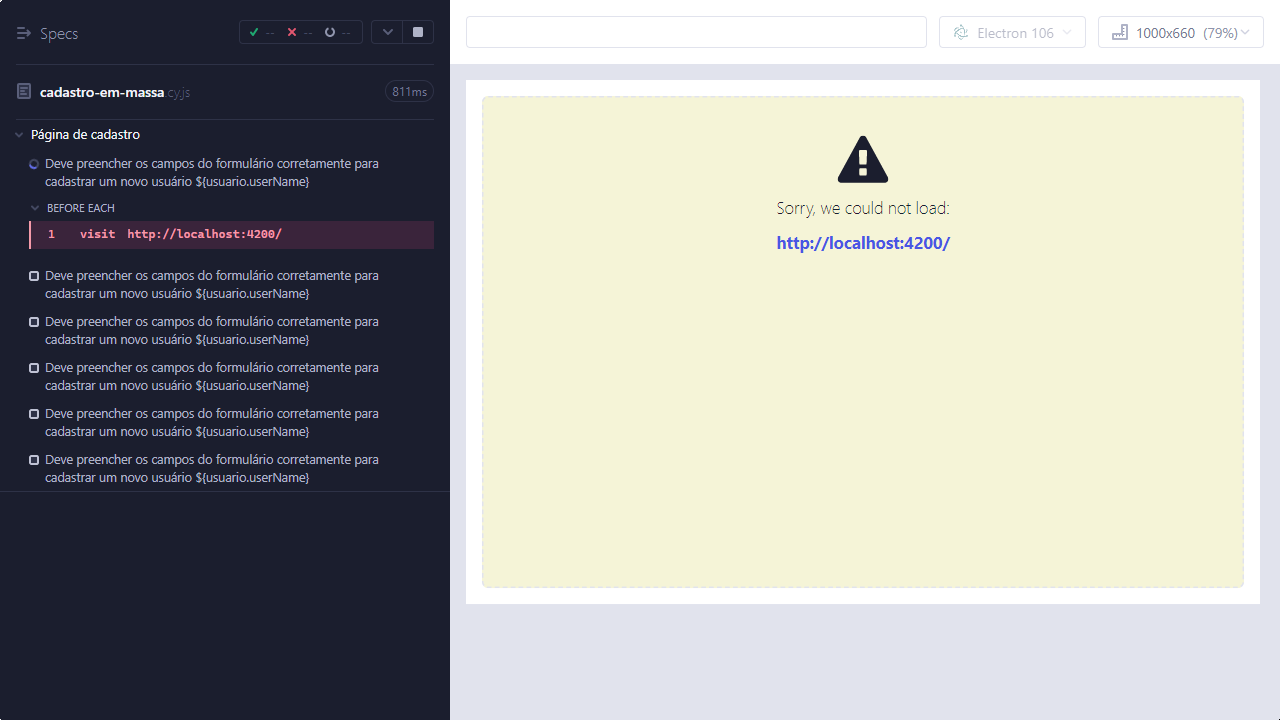 Specs
-- -- --
cadastro-em-massa.cy.js
811ms
Página de cadastro
Deve preencher os campos do formulário corretamente para
cadastrar um novo usuário ${usuario.userName}
BEFORE EACH
1 visit http://localhost:4200/
Deve preencher os campos do formulário corretamente para
cadastrar um novo usuário ${usuario.userName}
Deve preencher os campos do formulário corretamente para
cadastrar um novo usuário ${usuario.userName}
Deve preencher os campos do formulário corretamente para
cadastrar um novo usuário ${usuario.userName}
Deve preencher os campos do formulário corretamente para
cadastrar um novo usuário ${usuario.userName}
Deve preencher os campos do formulário corretamente para
cadastrar um novo usuário ${usuario.userName}
Electron 106
1000x660 (79%)
Sorry, we could not load:
http://localhost:4200/